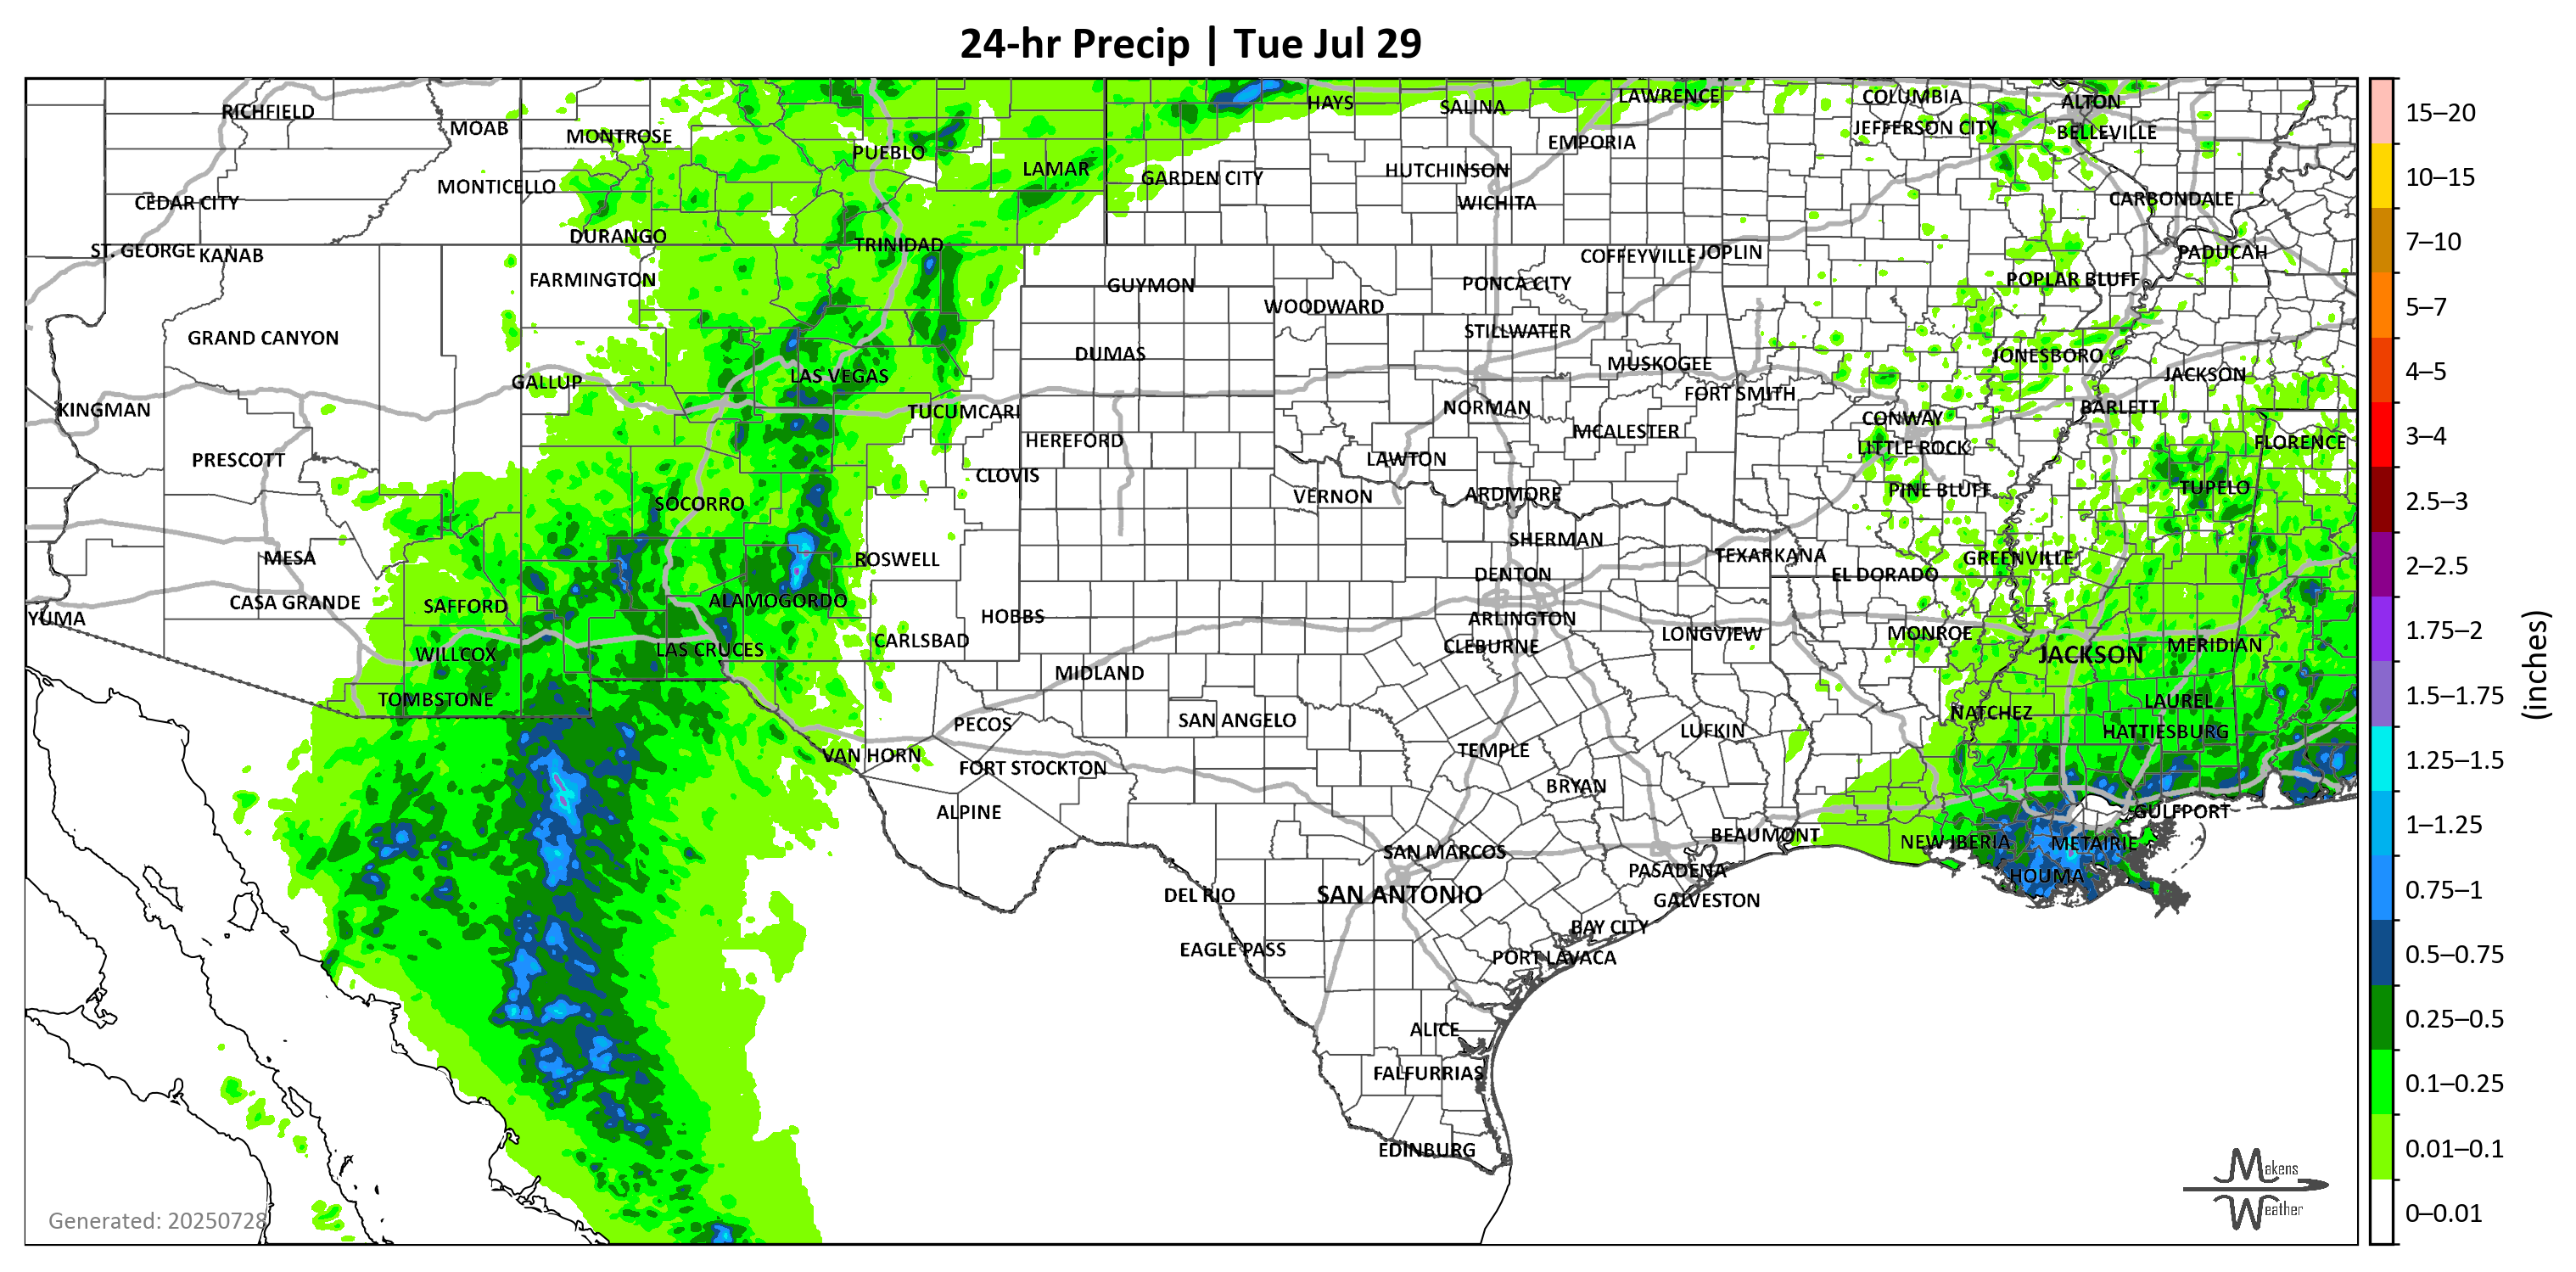 24-hr Precip | Tue Jul 29
RICHFIELD
MOAB
MONTROSE
PUEBLO
LAMAR
HAYS
SALINA
LAWRENCE
COLUMBIA
ALTON
JEFFERSON CITY
BELLEVILLE
EMPORIA
GARDEN CITY
HUTCHINSON
WICHITA
MONTICELLO
CEDAR CITY
CARBONDALE
DURANGO
TRINIDAD
ST. GEORGE
KANAB
COFFEYVILLE
JOPLIN
PADUCAH
FARMINGTON
GUYMON
PONCA CITY
POPLAR BLUFF
WOODWARD
GRAND CANYON
STILLWATER
DUMAS
MUSKOGEE
JONESBORO
GALLUP
LAS VEGAS
JACKSON
KINGMAN
TUCUMCARI
NORMAN
FORT SMITH
BARLETT
CONWAY
HEREFORD
MCALESTER
LITTLE ROCK
FLORENCE
PRESCOTT
LAWTON
CLOVIS
TUPELO
SOCORRO
VERNON
ARDMORE
PINE BLUFF
MESA
ROSWELL
SHERMAN
TEXARKANA
GREENVILLE
DENTON
EL DORADO
CASA GRANDE
SAFFORD
ALAMOGORDO
YUMA
HOBBS
ARLINGTON
CARLSBAD
LONGVIEW
MONROE
WILLCOX
LAS CRUCES
CLEBURNE
JACKSON
MERIDIAN
MIDLAND
TOMBSTONE
LAUREL
PECOS
SAN ANGELO
NATCHEZ
LUFKIN
HATTIESBURG
VAN HORN
TEMPLE
FORT STOCKTON
BRYAN
ALPINE
GULFPORT
BEAUMONT
NEW IBERIA
METAIRIE
SAN MARCOS
PASADENA
HOUMA
DEL RIO
SAN ANTONIO
GALVESTON
BAY CITY
EAGLE PASS
PORT LAVACA
ALICE
FALFURRIAS
EDINBURG
Generated: 20250728
Makens
Weather
15–20
10–15
7–10
5–7
4–5
3–4
2.5–3
2–2.5
1.75–2
1.5–1.75
1.25–1.5
1–1.25
0.75–1
0.5–0.75
0.25–0.5
0.1–0.25
0.01–0.1
0–0.01
(inches)